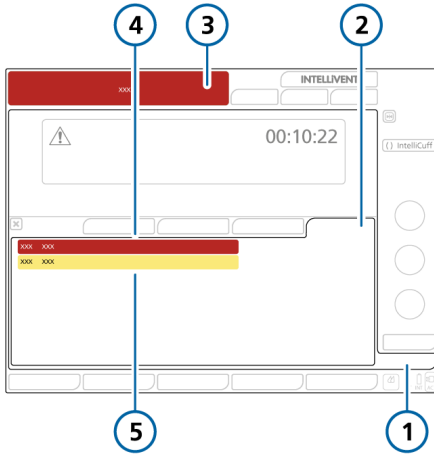 4
3
2
INTELLIVENT
xxx
00:10:22
{ } IntelliCuff
xxx xxx
xxx xxx
5
1